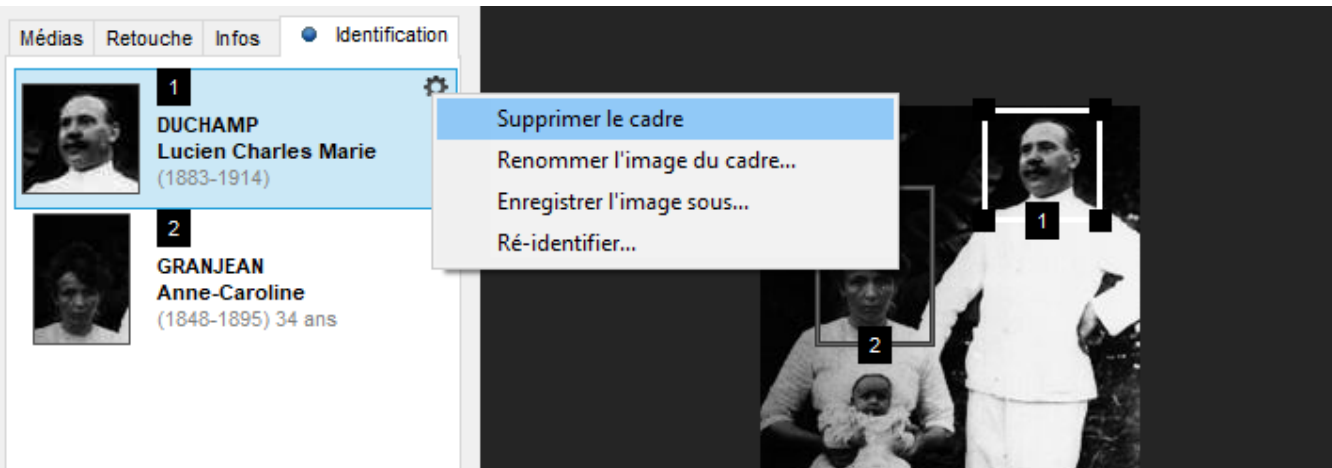 Médias Retouche Infos Identification
1
DUCHAMP
Lucien Charles Marie
(1883-1914)
2
GRANJEAN
Anne-Caroline
(1848-1895) 34 ans
Supprimer le cadre
Renommer l'image du cadre...
Enregistrer l'image sous...
Ré-identifier...
1
2